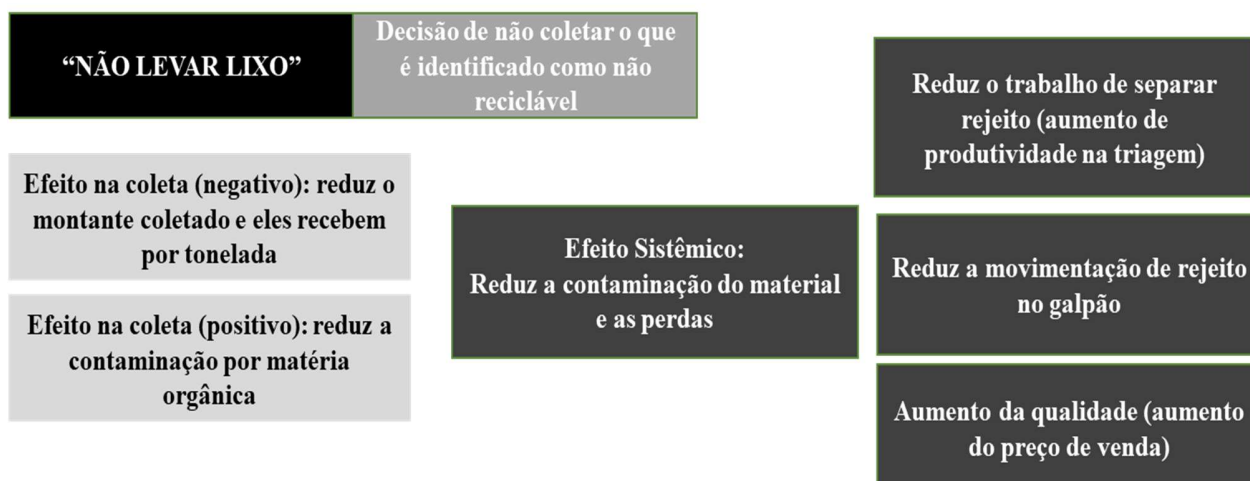 “NÃO LEVAR LIXO”
Decisão de não coletar o que
é identificado como não
reciclável
Efeito na coleta (negativo): reduz o
montante coletado e eles recebem
por tonelada
Efeito na coleta (positivo): reduz a
contaminação por matéria
orgânica
Efeito Sistêmico:
Reduz a contaminação do material
e as perdas
Reduz o trabalho de separar
rejeito (aumento de
produtividade na triagem)
Reduz a movimentação de rejeito
no galpão
Aumento da qualidade (aumento
do preço de venda)